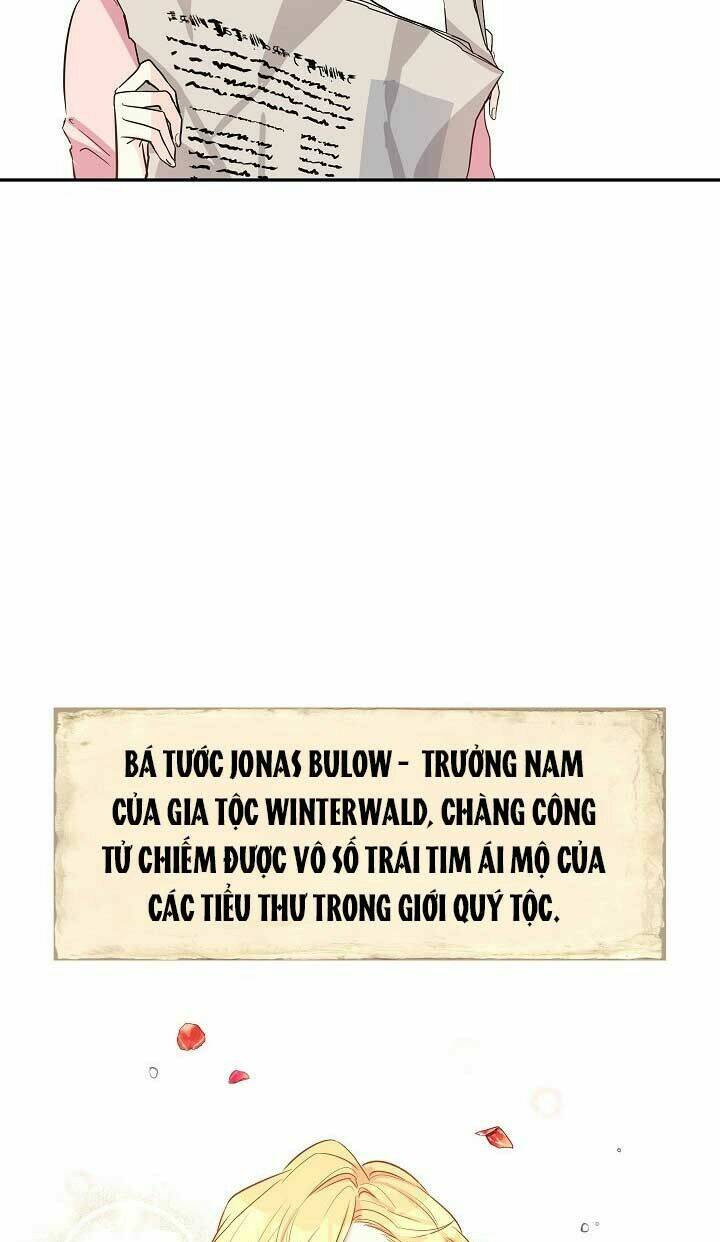 BÁ TƯỚC JONAS BULOW - TRƯỞNG NAM
CỦA GIA TỘC WINTERWALD, CHÀNG CÔNG
TỬ CHIẾM ĐƯỢC VÔ SỐ TRÁI TIM ÁI MỘ CỦA
CÁC TIỂU THƯ TRONG GIỚI QUÝ TỘC.